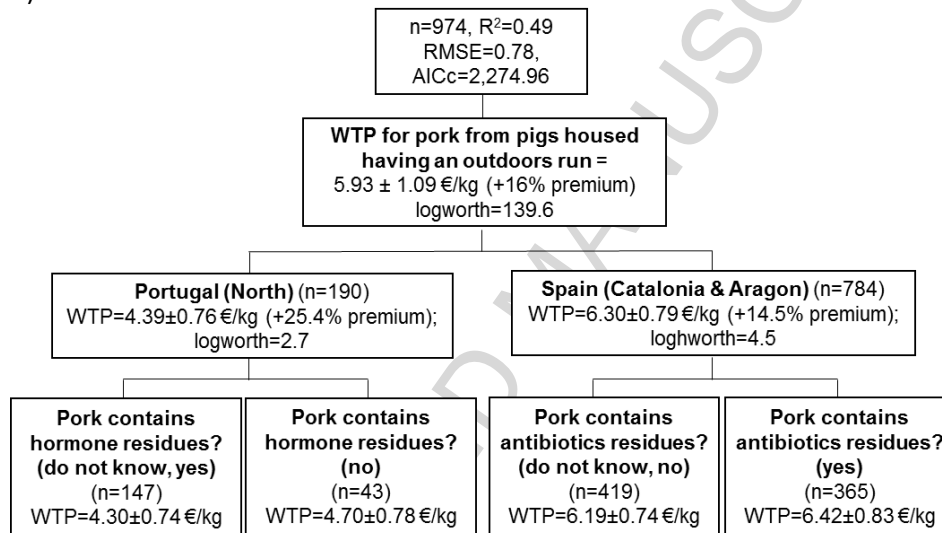 n=974, R²=0.49
RMSE=0.78,
AICc=2,274.96
WTP for pork from pigs housed
having an outdoors run =
5.93 ± 1.09 €/kg (+16% premium)
logworth=139.6
Portugal (North) (n=190)
WTP=4.39±0.76 €/kg (+25.4% premium);
logworth=2.7
Spain (Catalonia & Aragon) (n=784)
WTP=6.30±0.79 €/kg (+14.5% premium);
loghworth=4.5
Pork contains
hormone residues?
(do not know, yes)
(n=147)
WTP=4.30±0.74 €/kg
Pork contains
hormone residues?
(no)
(n=43)
WTP=4.70±0.78 €/kg
Pork contains
antibiotics residues?
(do not know, no)
(n=419)
WTP=6.19±0.74 €/kg
Pork contains
antibiotics residues?
(yes)
(n=365)
WTP=6.42±0.83 €/kg